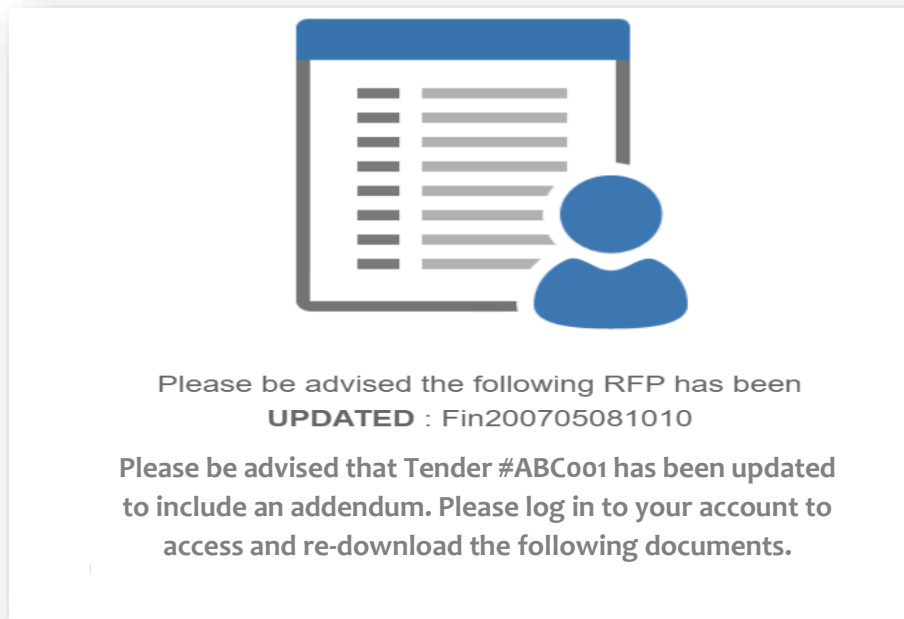 Please be advised the following RFP has been
UPDATED : Fin200705081010
Please be advised that Tender #ABC001 has been updated
to include an addendum. Please log in to your account to
access and re-download the following documents.